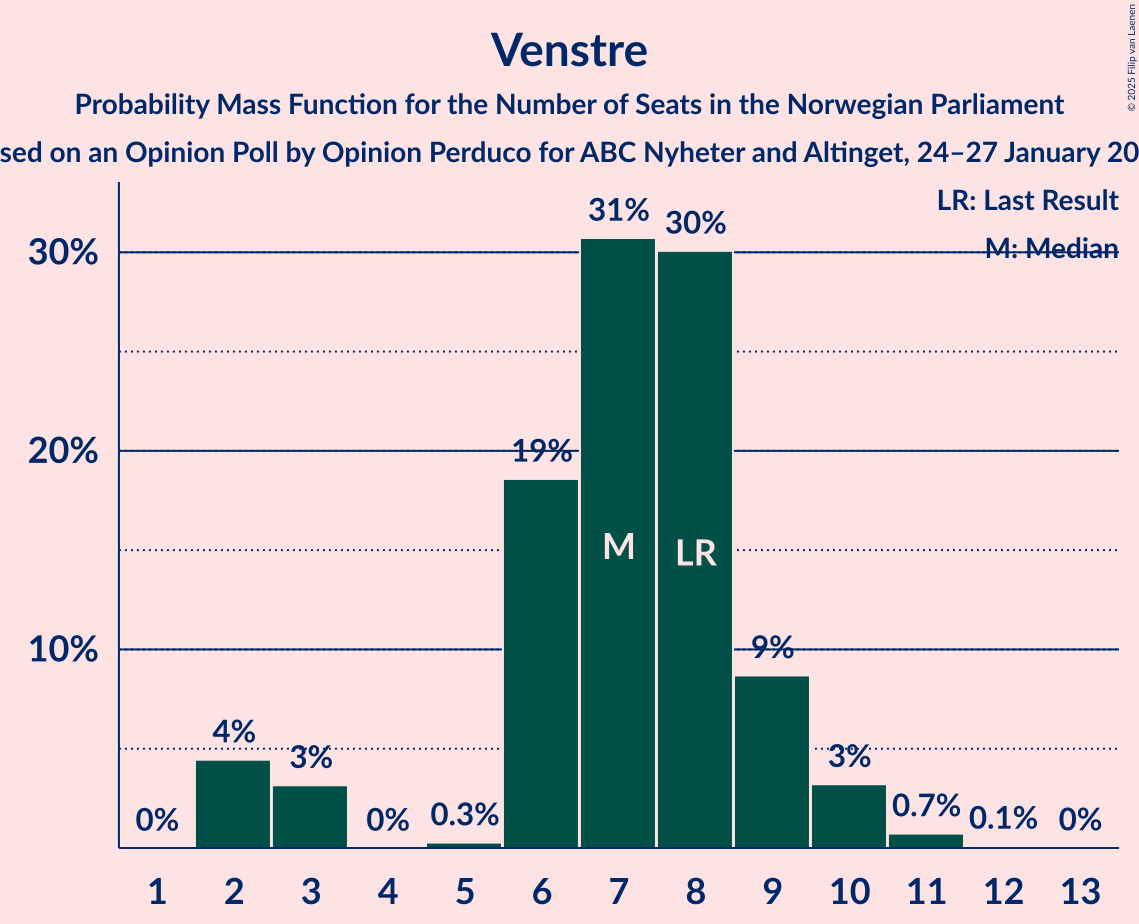 © 2025 Filip van Laenen
Venstre
Probability Mass Function for the Number of Seats in the Norwegian Parliament
sed on an Opinion Poll by Opinion Perduco for ABC Nyheter and Altinget, 24–27 January 20
LR: Last Result
M: Median
31%
30%
30%
20%
19%
M
LR
10%
9%
4%
3%
3%
0%
0%
0.3%
0.7%
0.1%
0%
1 2 3 4 5 6 7 8 9 10 11 12 13